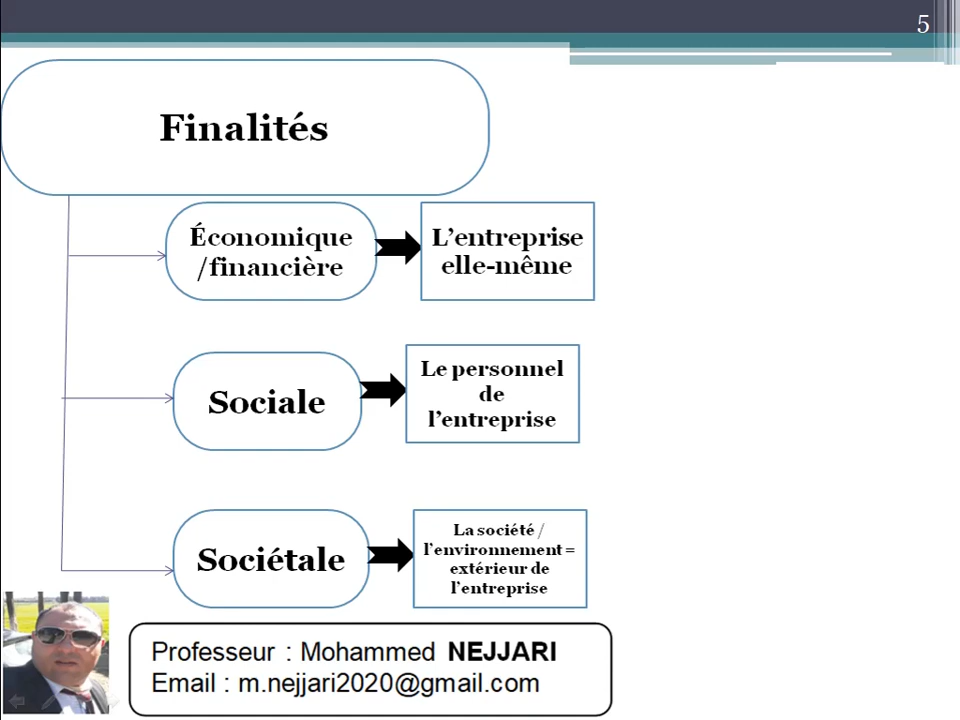 5
Finalités
Économique
/financière
L'entreprise
elle-même
Sociale
Le personnel
de
l'entreprise
Sociétale
La société /
l'environnement =
extérieur de
l'entreprise
Professeur : Mohammed NEJJARI
Email : m.nejjari2020@gmail.com